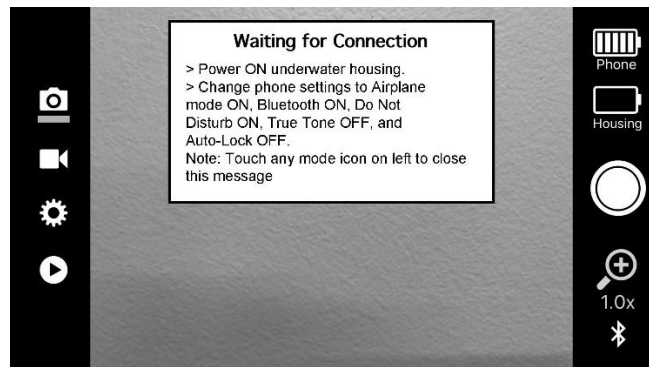 Waiting for Connection
> Power ON underwater housing.
> Change phone settings to Airplane
mode ON, Bluetooth ON, Do Not
Disturb ON, True Tone OFF, and
Auto-Lock OFF.
Note: Touch any mode icon on left to close
this message
Phone
Housing
1.0x